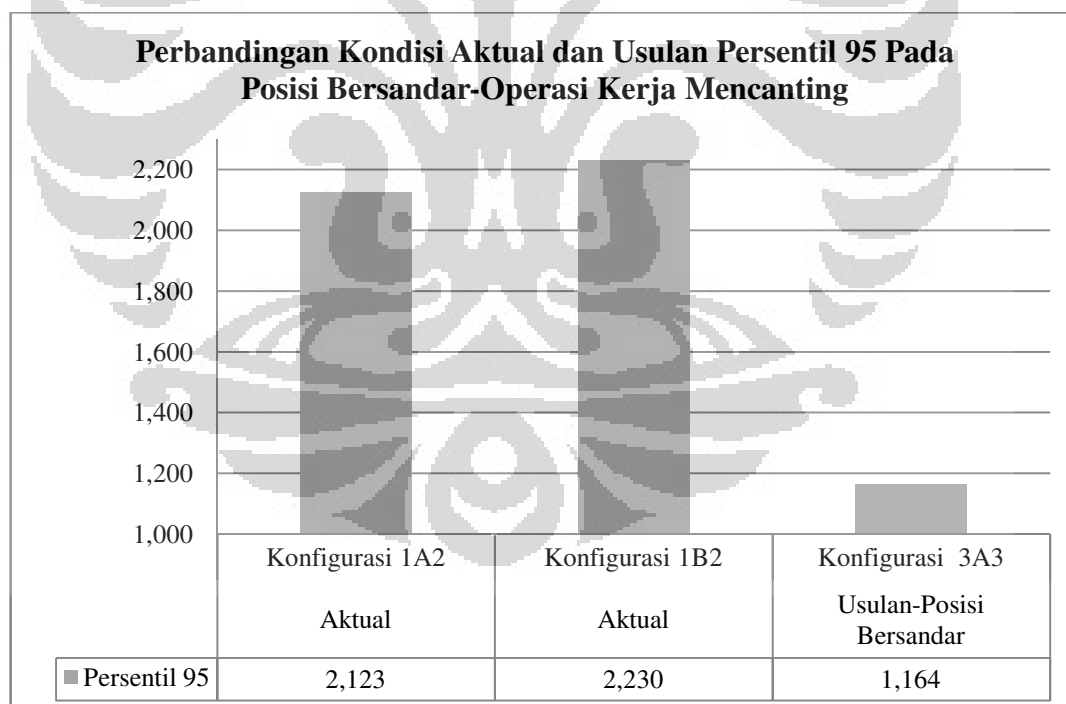 Perbandingan Kondisi Aktual dan Usulan Persentil 95 Pada
Posisi Bersandar-Operasi Kerja Mencanting
2,200
2,000
1,800
1,600
1,400
1,200
1,000
Konfigurasi 1A2 Konfigurasi 1B2 Konfigurasi 3A3
Aktual Aktual Usulan-Posisi
Bersandar
Persentil 95 2,123 2,230 1,164